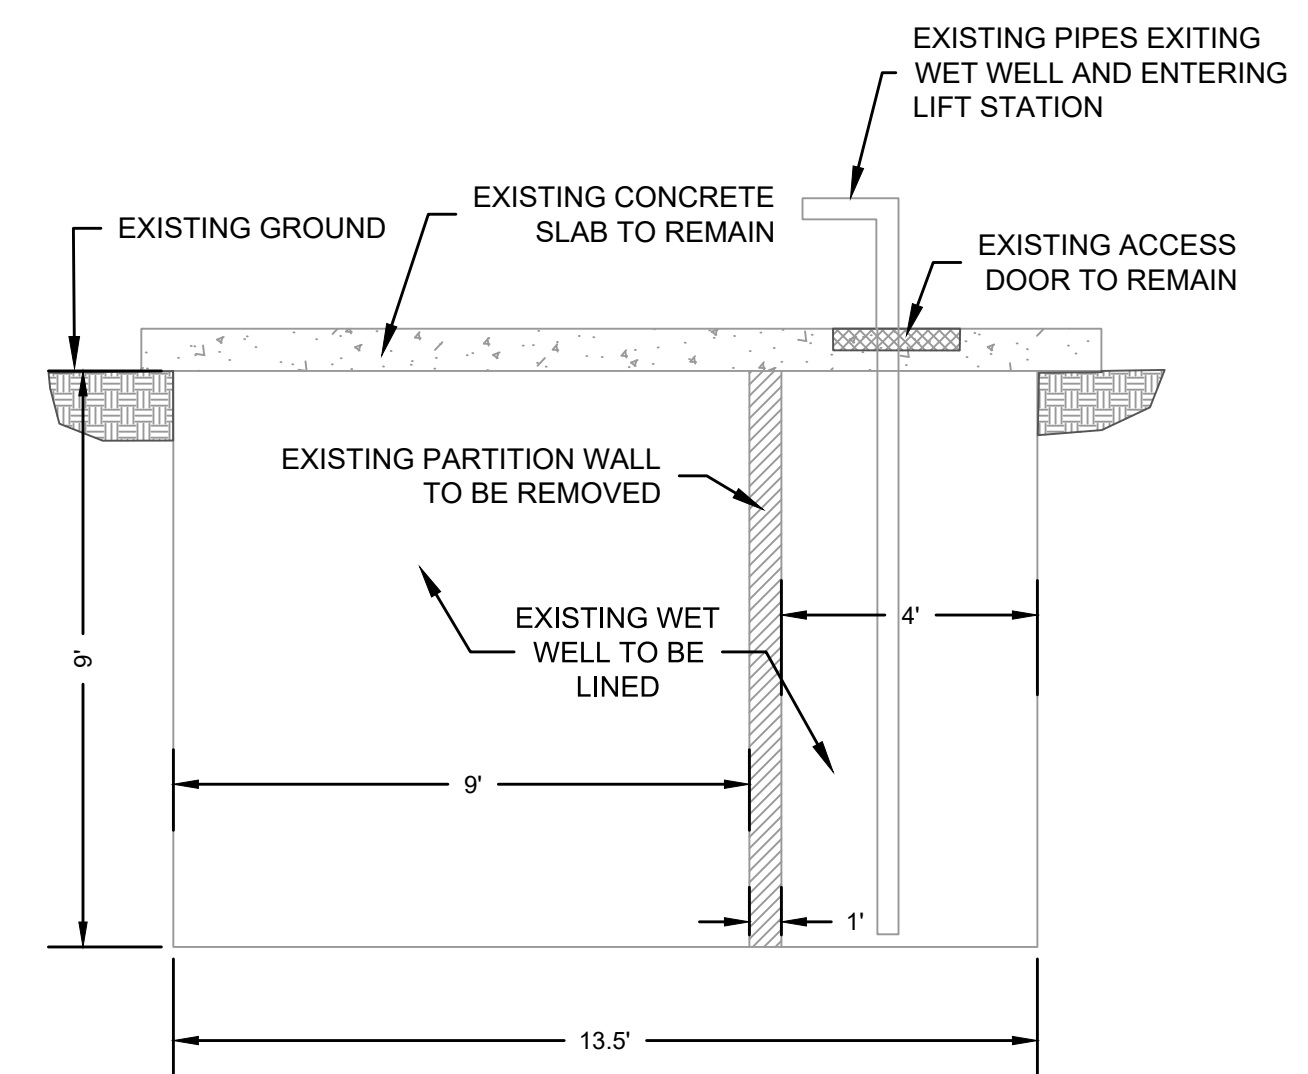 EXISTING PIPES EXITING
WET WELL AND ENTERING
LIFT STATION
EXISTING CONCRETE
SLAB TO REMAIN
EXISTING GROUND
EXISTING ACCESS
DOOR TO REMAIN
EXISTING PARTITION WALL
TO BE REMOVED
EXISTING WET
WELL TO BE
LINED
4'
9'
9'
1'
13.5'